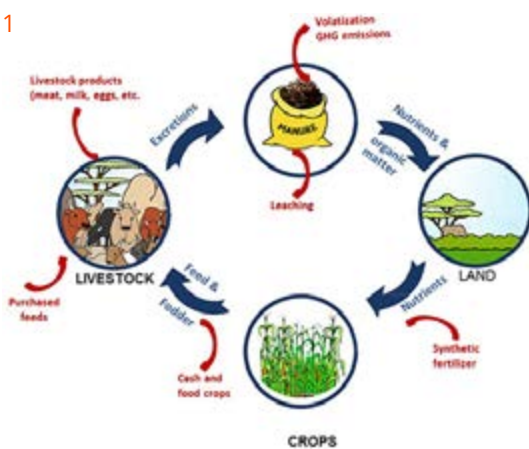 1
Volatization
GHG emissions
Livestock products
(meat, milk, eggs, etc.
Excretions
MANURE
Nutrients &
organic
matter
Leaching
LIVESTOCK
LAND
Feed &
Fodder
Nutrients
Purchased
feeds
Synthetic
fertilizer
Cash and
food crops
CROPS